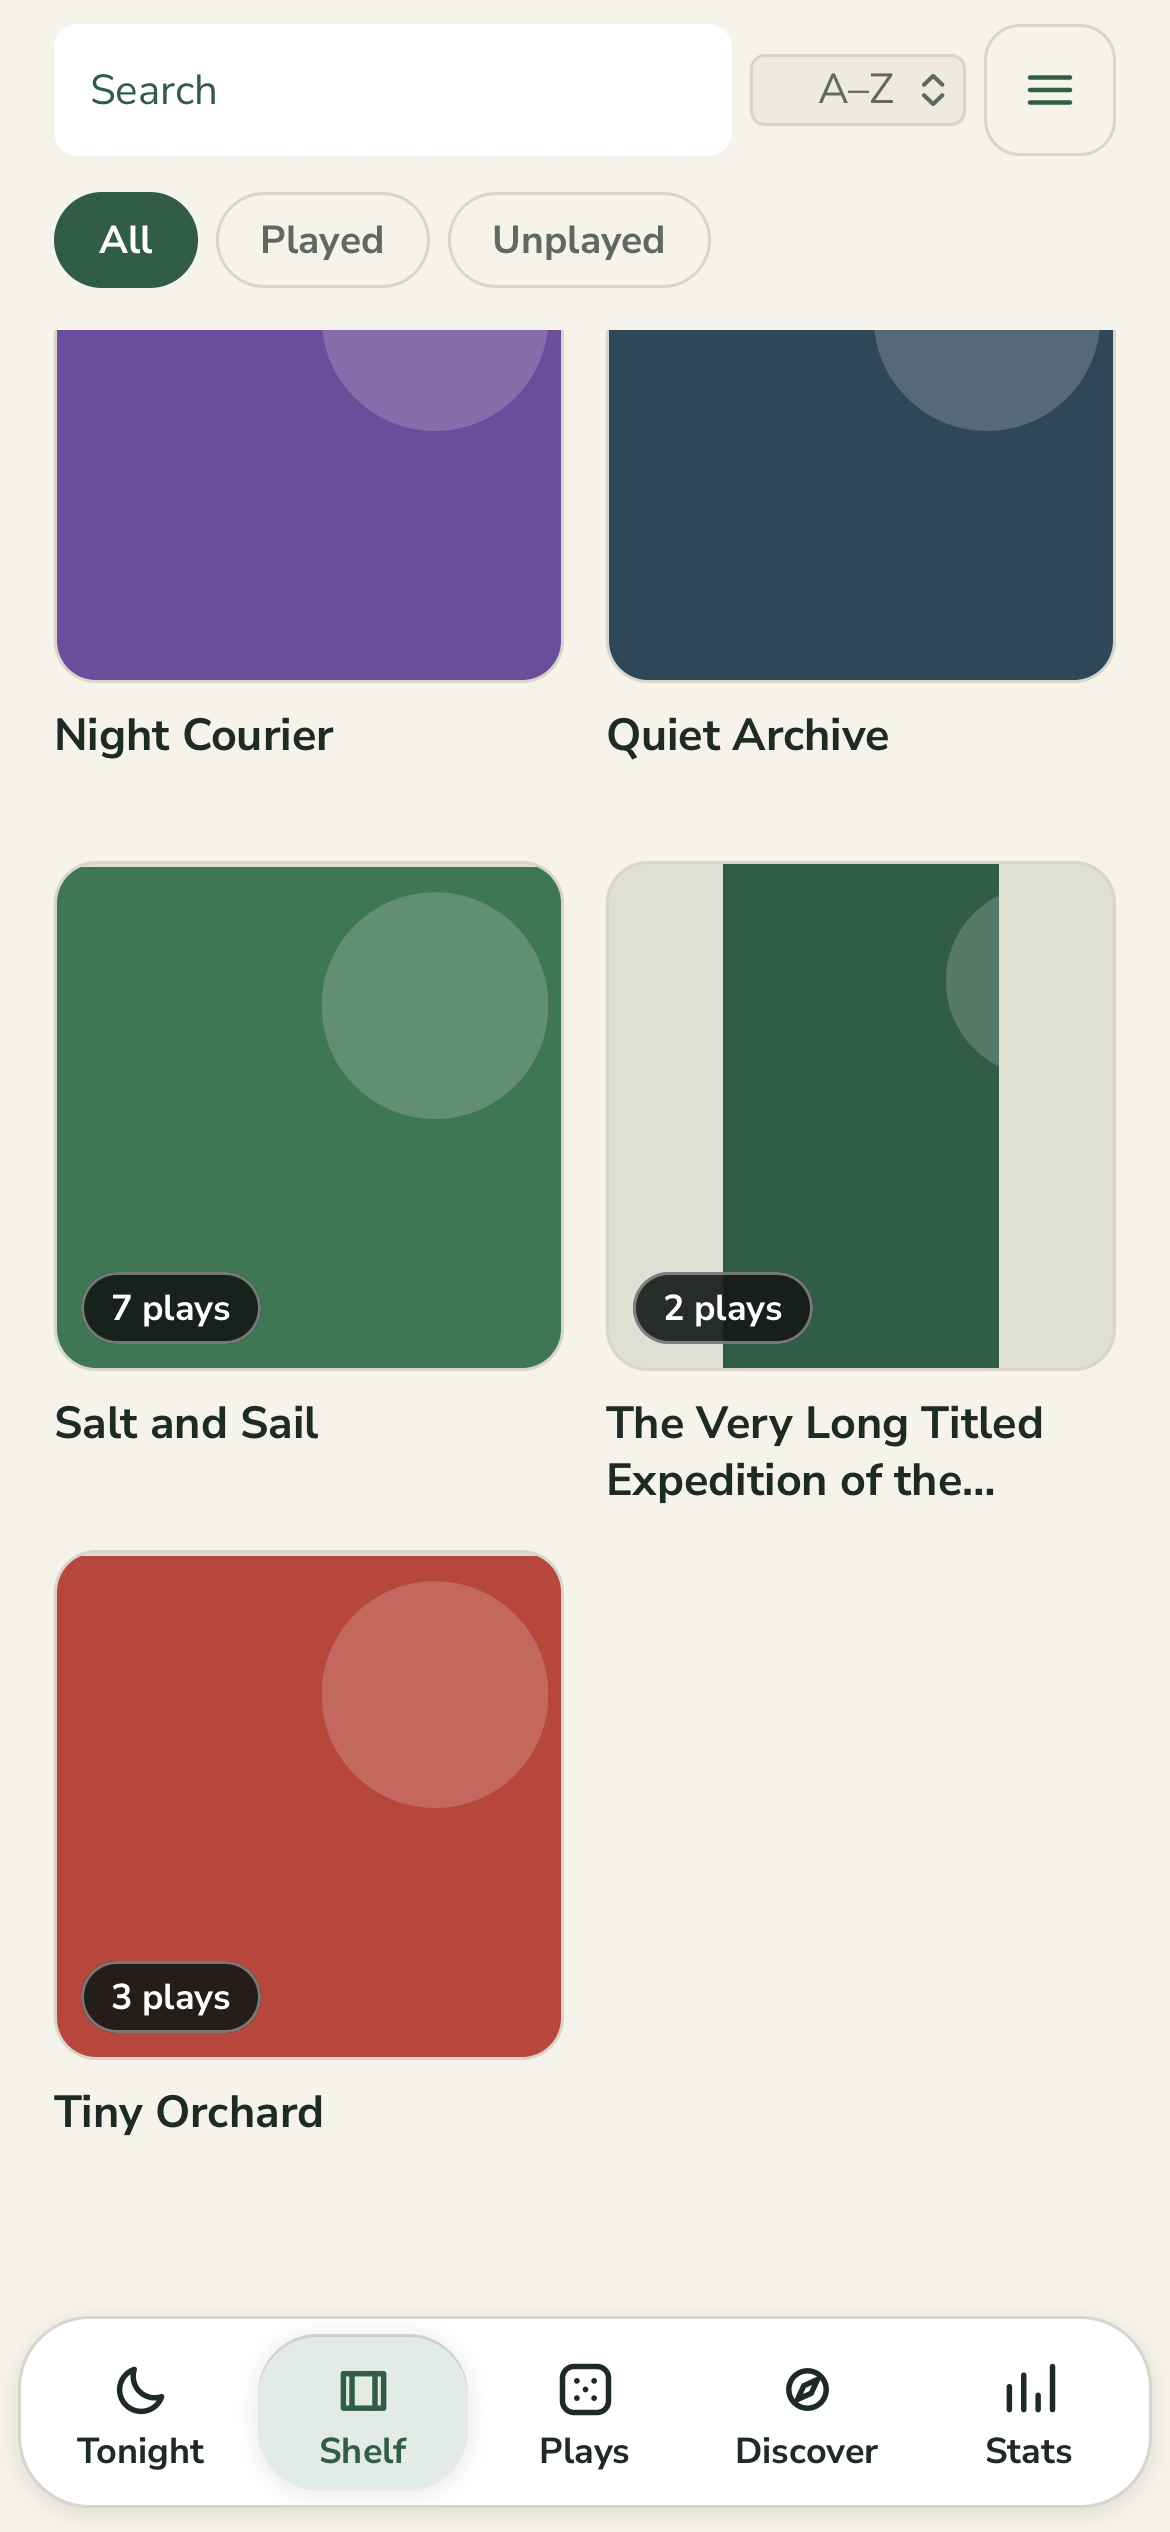 Search
A–Z
All
Played
Unplayed
Night Courier
Quiet Archive
7 plays
2 plays
Salt and Sail
The Very Long Titled
Expedition of the...
3 plays
Tiny Orchard
Tonight
Shelf
Plays
Discover
Stats